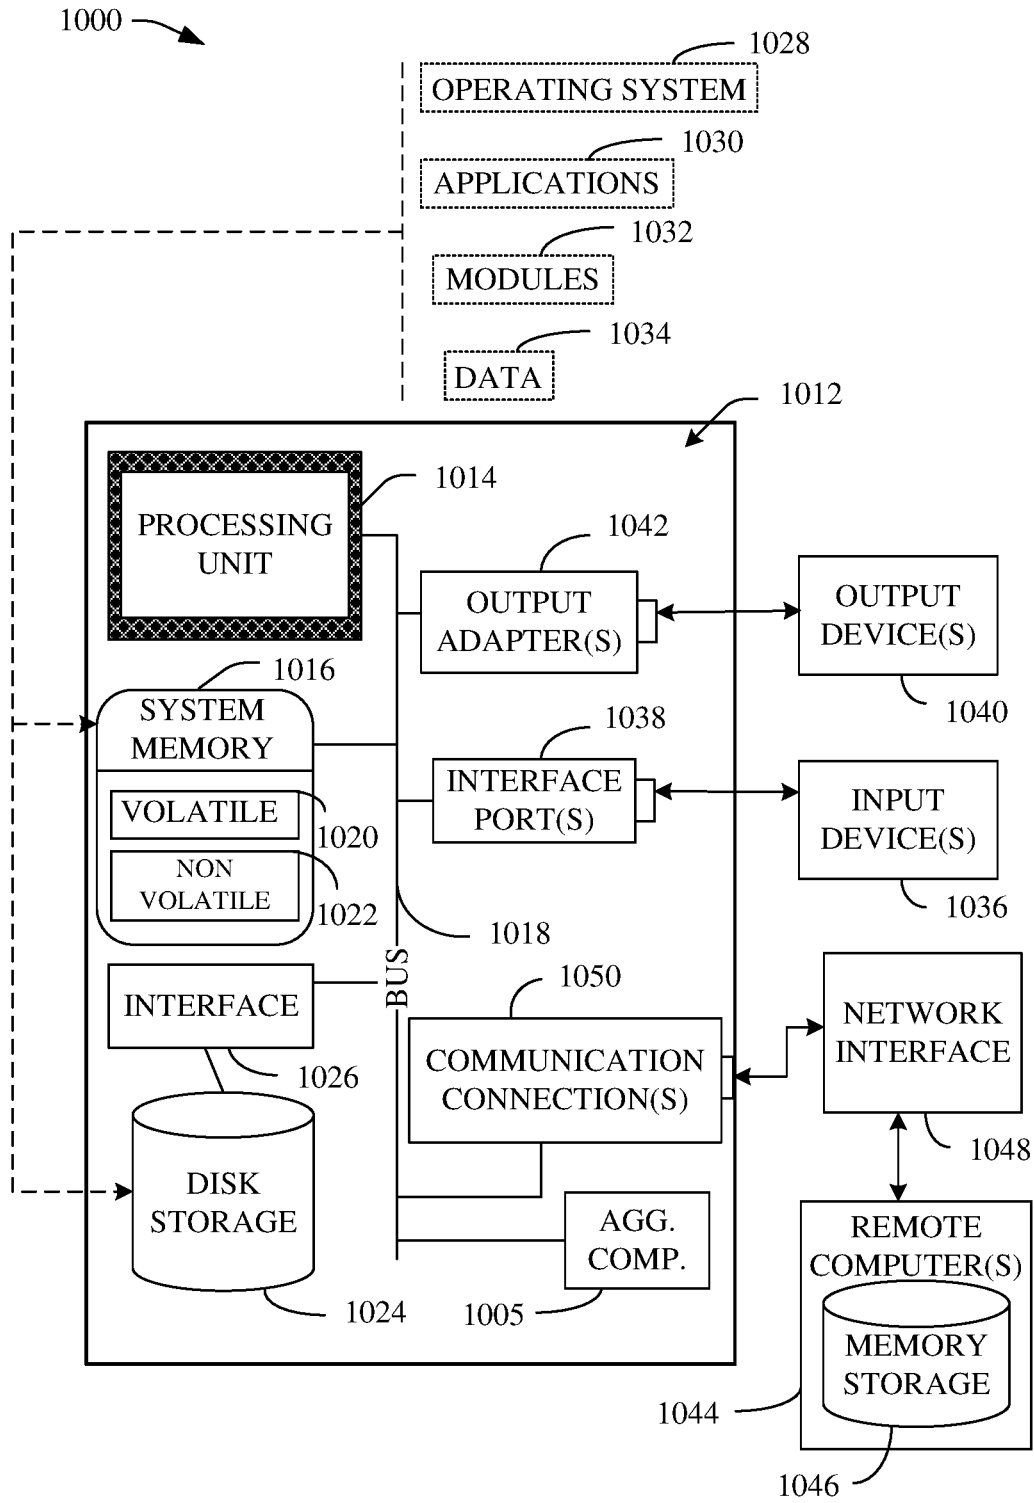 1000
1028
OPERATING SYSTEM
1030
APPLICATIONS
1032
MODULES
1034
DATA
1012
1014
PROCESSING
UNIT
1042
OUTPUT
ADAPTER(S)
OUTPUT
DEVICE(S)
1040
1016
SYSTEM
MEMORY
1038
INTERFACE
PORT(S)
INPUT
DEVICE(S)
1036
VOLATILE
1020
NON
VOLATILE
1022
1018
BUS
INTERFACE
1026
1050
COMMUNICATION
CONNECTION(S)
NETWORK
INTERFACE
1048
DISK
STORAGE
1024
AGG.
COMP.
1005
REMOTE
COMPUTER(S)
MEMORY
STORAGE
1044
1046